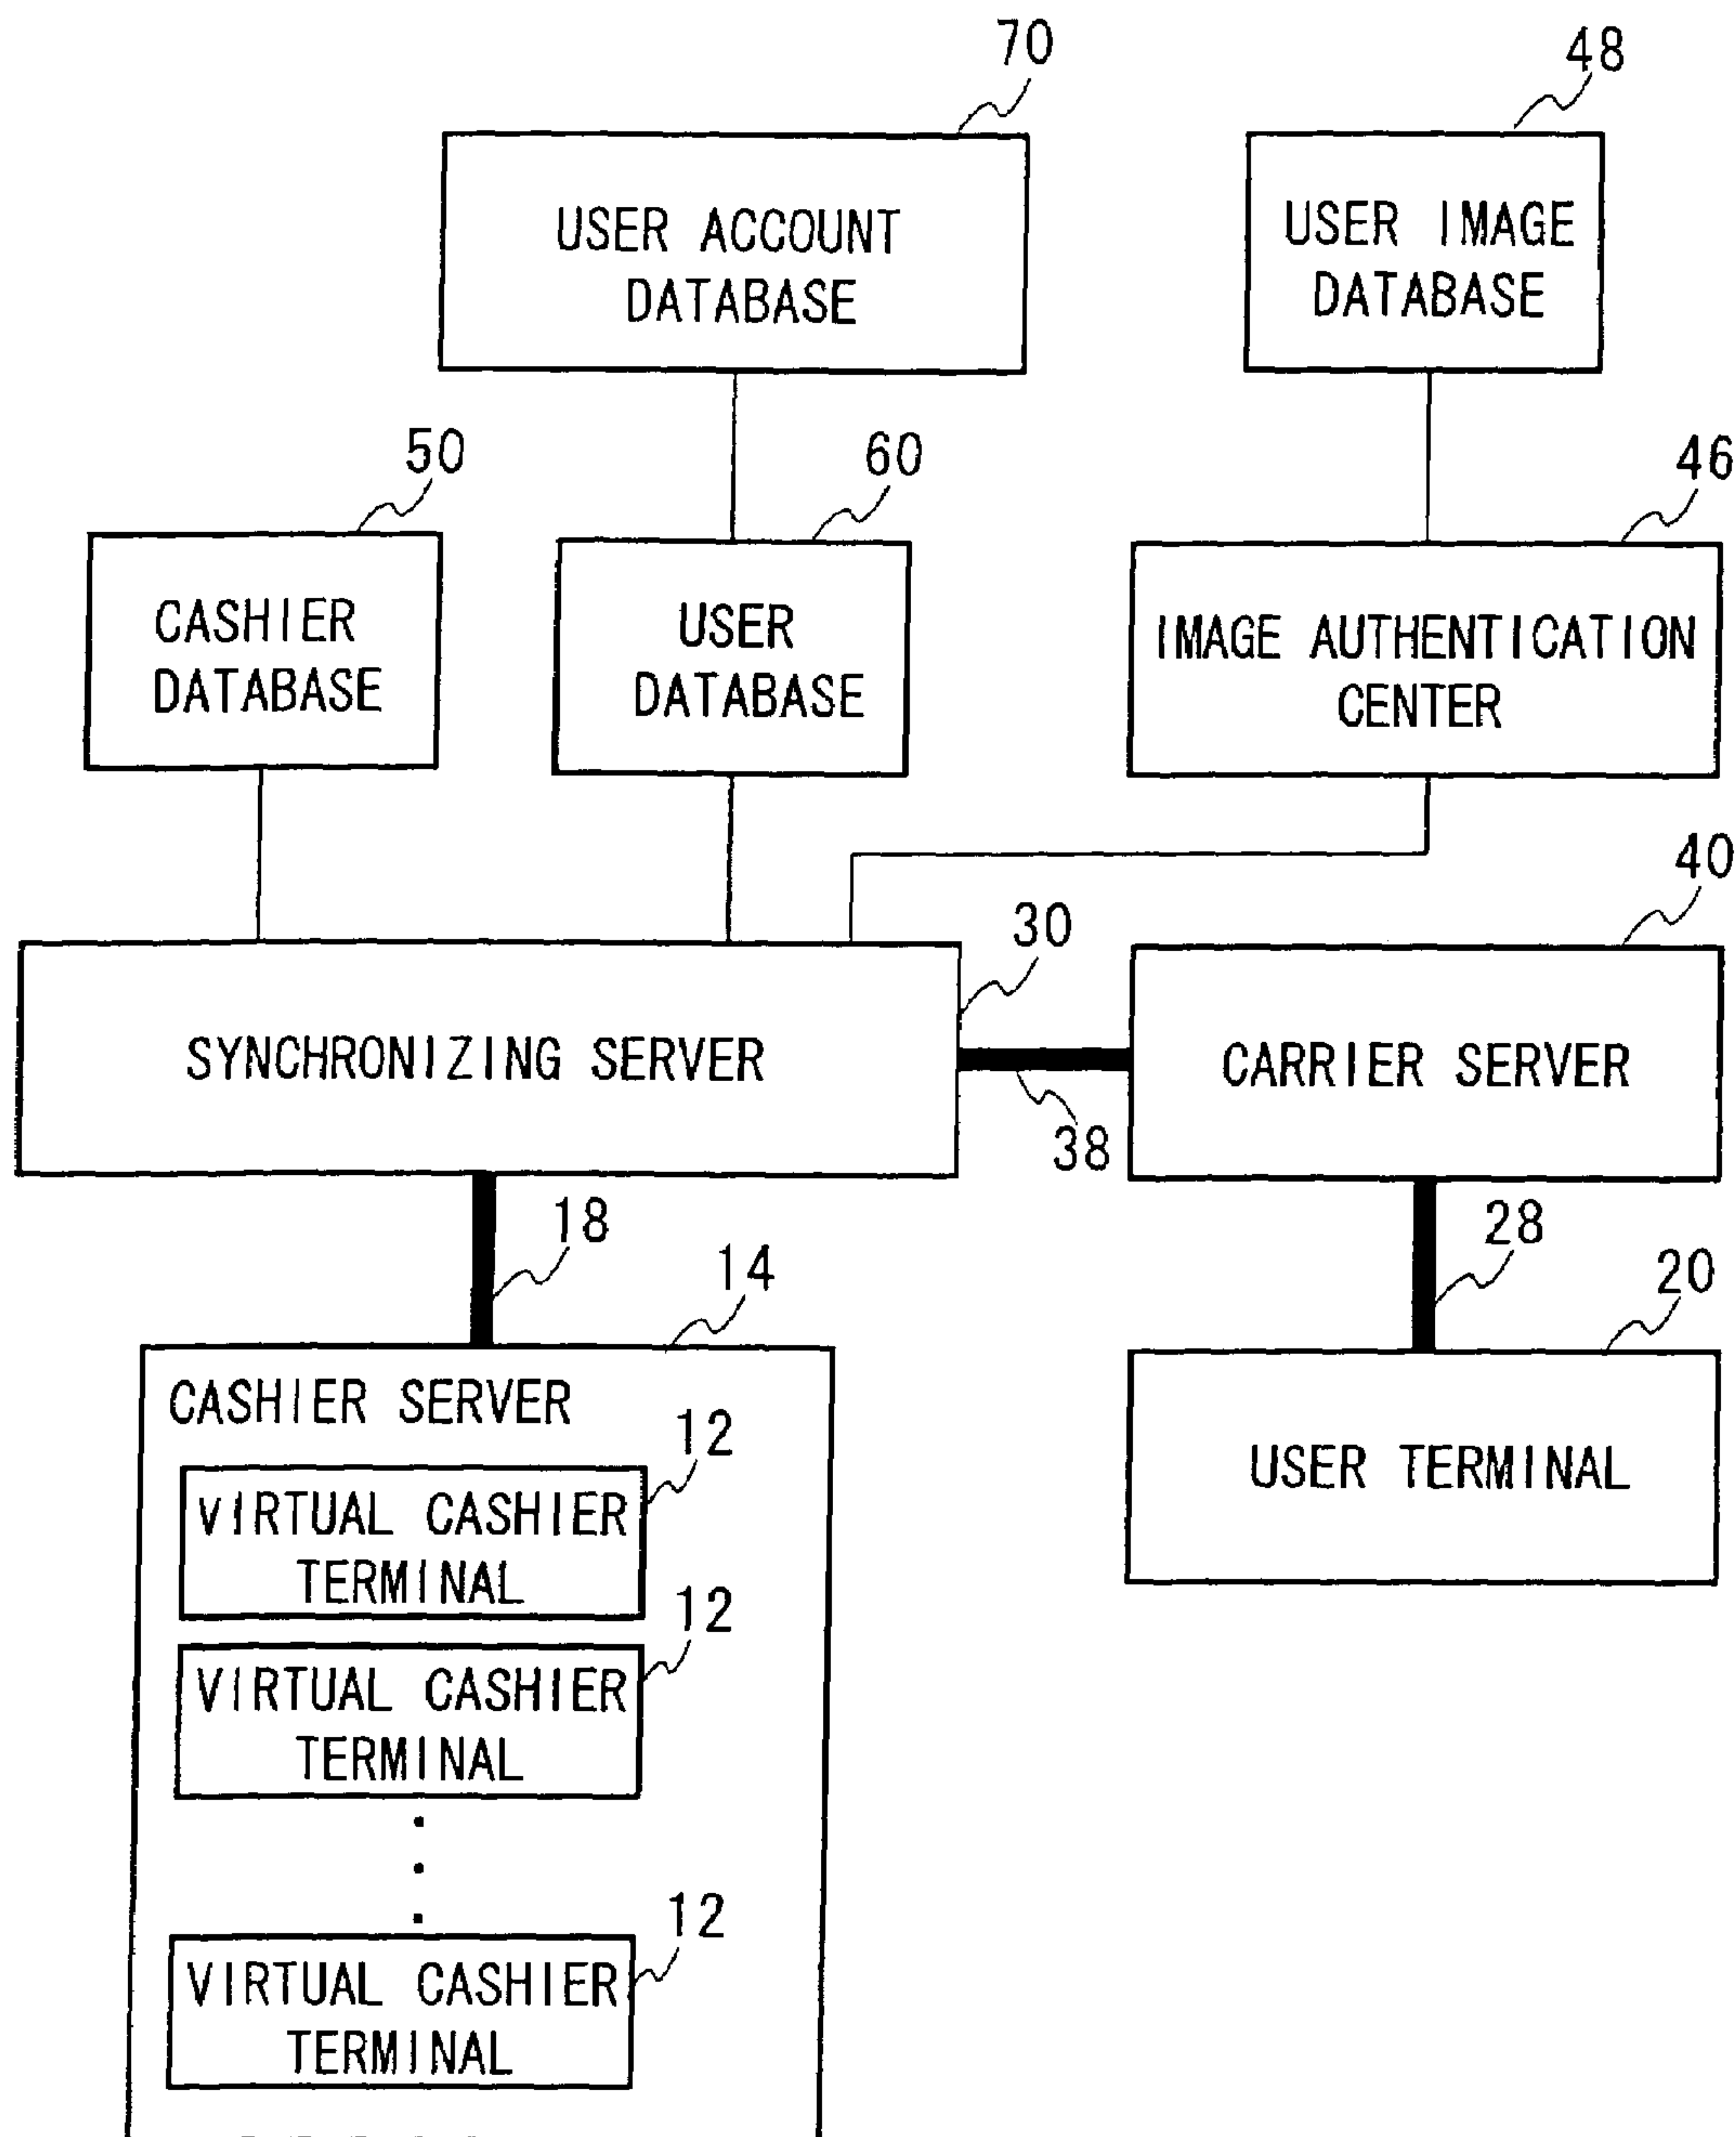 70
48
USER ACCOUNT
DATABASE
USER IMAGE
DATABASE
50
60
46
CASHIER
DATABASE
USER
DATABASE
IMAGE AUTHENTICATION
CENTER
40
30
SYNCHRONIZING SERVER
CARRIER SERVER
38
18
28
14
20
CASHIER SERVER
12
USER TERMINAL
VIRTUAL CASHIER
TERMINAL
12
VIRTUAL CASHIER
TERMINAL
12
VIRTUAL CASHIER
TERMINAL